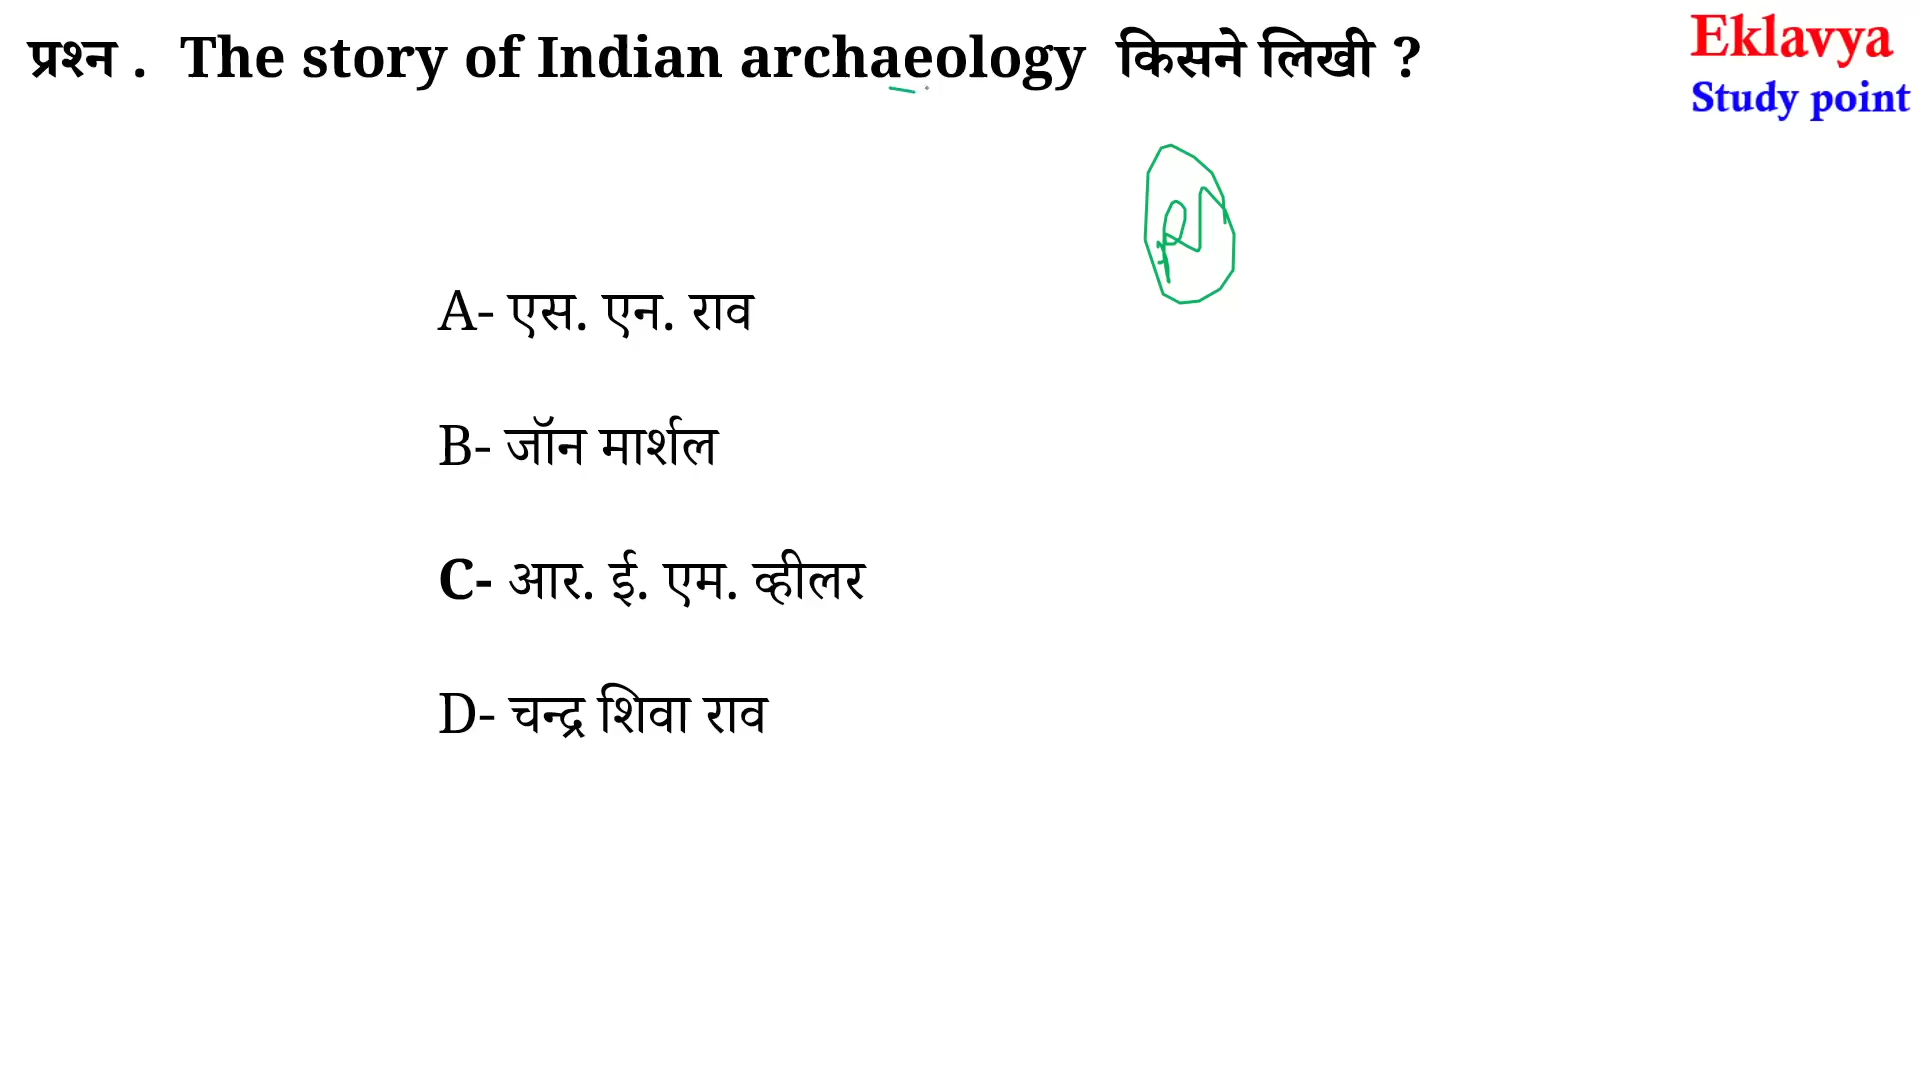 प्रश्न . The story of Indian archaeology किसने लिखी ?
Eklavya
Study point
A- एस. एन. राव
B- जॉन मार्शल
C- आर. ई. एम. व्हीलर
D- चन्द्र शिवा राव